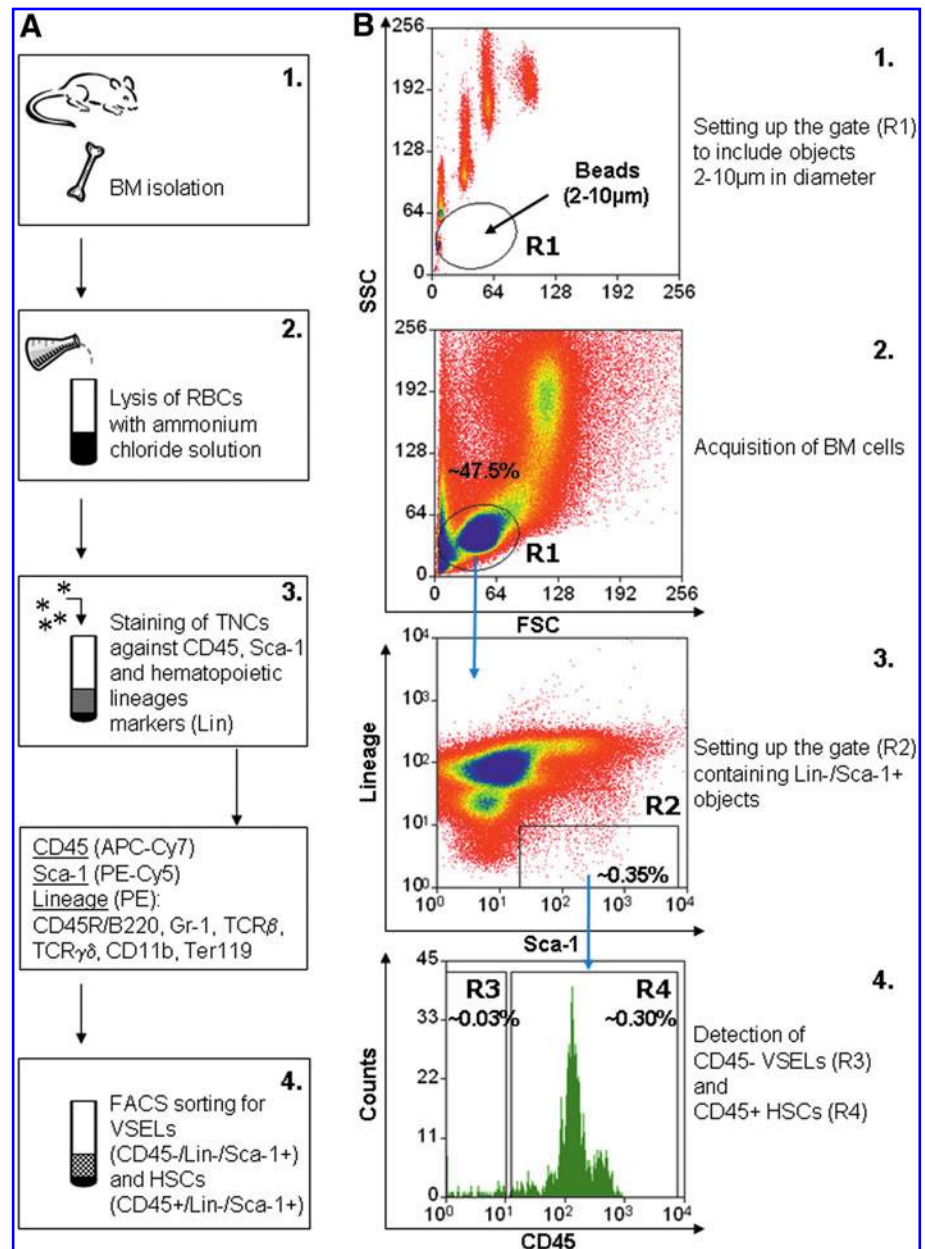 A
1.
BM isolation
2.
Lysis of RBCs
with ammonium
chloride solution
3.
* * *
Staining of TNCs
against CD45, Sca-1
and hematopoietic
lineages
markers (Lin)
CD45 (APC-Cy7)
Sca-1 (PE-Cy5)
Lineage (PE):
CD45R/B220, Gr-1, TCRβ,
TCRγδ, CD11b, Ter119
4.
FACS sorting for
VSELs
(CD45-/Lin-/Sca-1+)
and HSCs
(CD45+/Lin-/Sca-1+)
B
256
192
128
64
0
0 64 128 192 256
Beads
(2-10µm)
R1
SSC
1.
Setting up the gate (R1)
to include objects
2-10µm in diameter
256
192
128
64
0
0 64 128 192 256
~47.5%
R1
FSC
2.
Acquisition of BM cells
10⁴
10³
10²
10¹
10⁰
10⁰ 10¹ 10² 10³ 10⁴
Lineage
R2
~0.35%
Sca-1
3.
Setting up the gate (R2)
containing Lin-/Sca-1+
objects
45
33
22
11
0
10⁰ 10¹ 10² 10³ 10⁴
Counts
R3
~0.03%
R4
~0.30%
CD45
4.
Detection of
CD45- VSELs (R3)
and
CD45+ HSCs (R4)